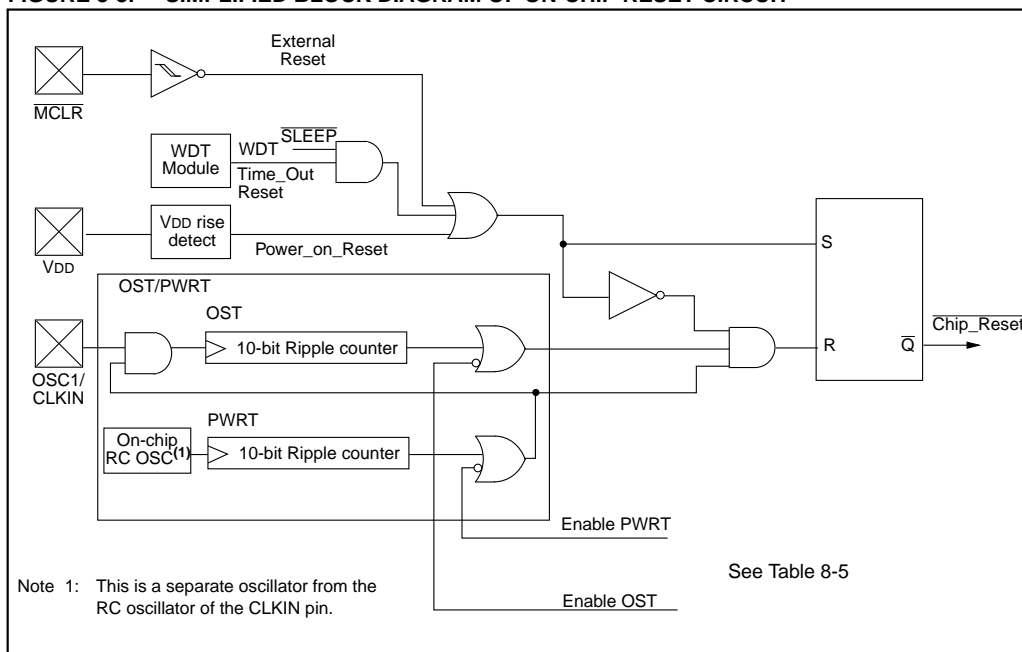 External
Reset
MCLR
SLEEP
WDT
Module
WDT
Time_Out
Reset
VDD rise
detect
Power_on_Reset
VDD
S
OST/PWRT
OST
10-bit Ripple counter
Chip_Reset
R
Q
OSC1/
CLKIN
PWRT
On-chip
RC OSC(1)
10-bit Ripple counter
Enable PWRT
See Table 8-5
Note 1: This is a separate oscillator from the
RC oscillator of the CLKIN pin.
Enable OST